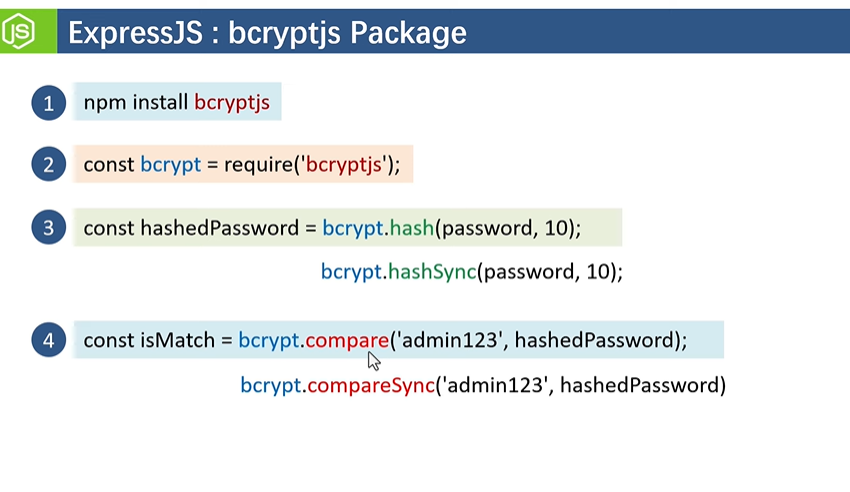 JS
ExpressJS : bcryptjs Package
1 npm install bcryptjs
2 const bcrypt = require('bcryptjs');
3 const hashedPassword = bcrypt.hash(password, 10);
bcrypt.hashSync(password, 10);
4 const isMatch = bcrypt.compare('admin123', hashedPassword);
bcrypt.compareSync('admin123', hashedPassword)